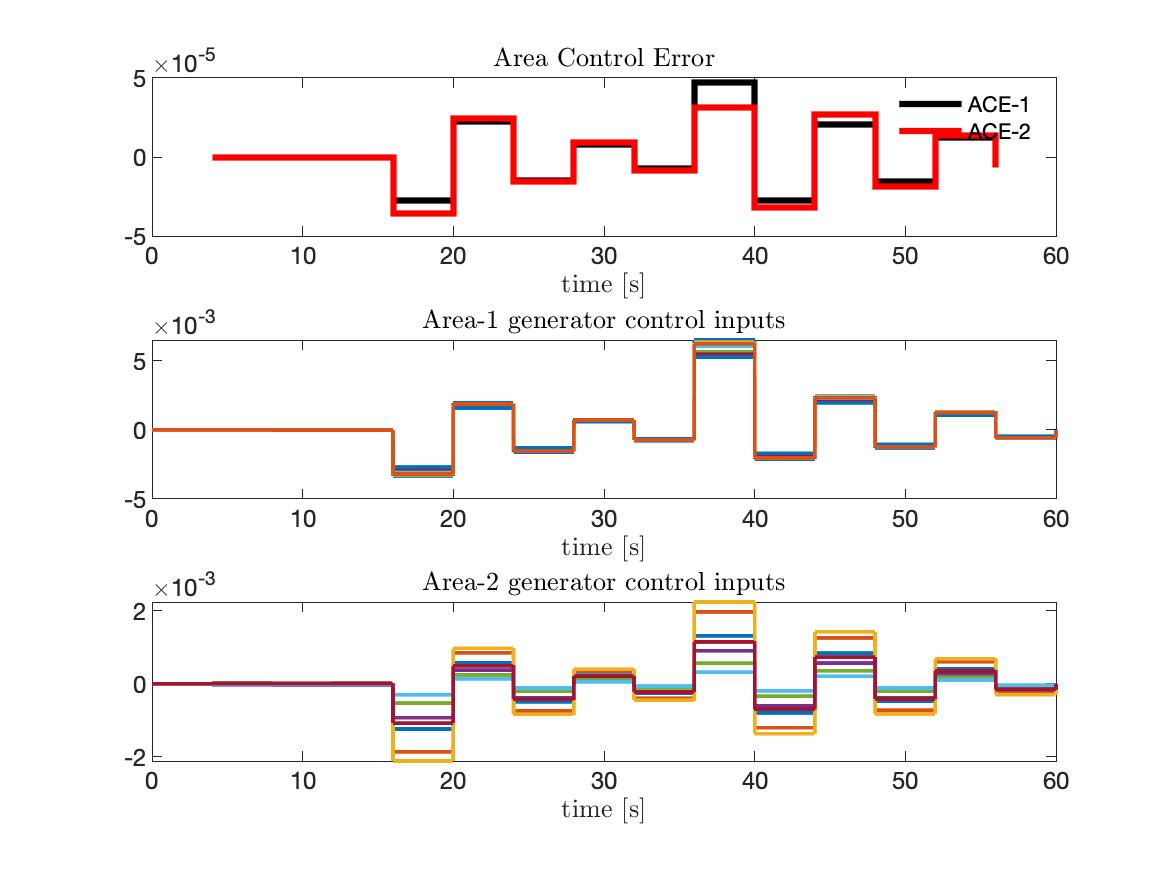 Area Control Error
×10-5
5
0
-5
0 10 20 30 40 50 60
time [s]
ACE-1
ACE-2
Area-1 generator control inputs
×10-3
5
0
-5
0 10 20 30 40 50 60
time [s]
Area-2 generator control inputs
×10-3
2
0
-2
0 10 20 30 40 50 60
time [s]